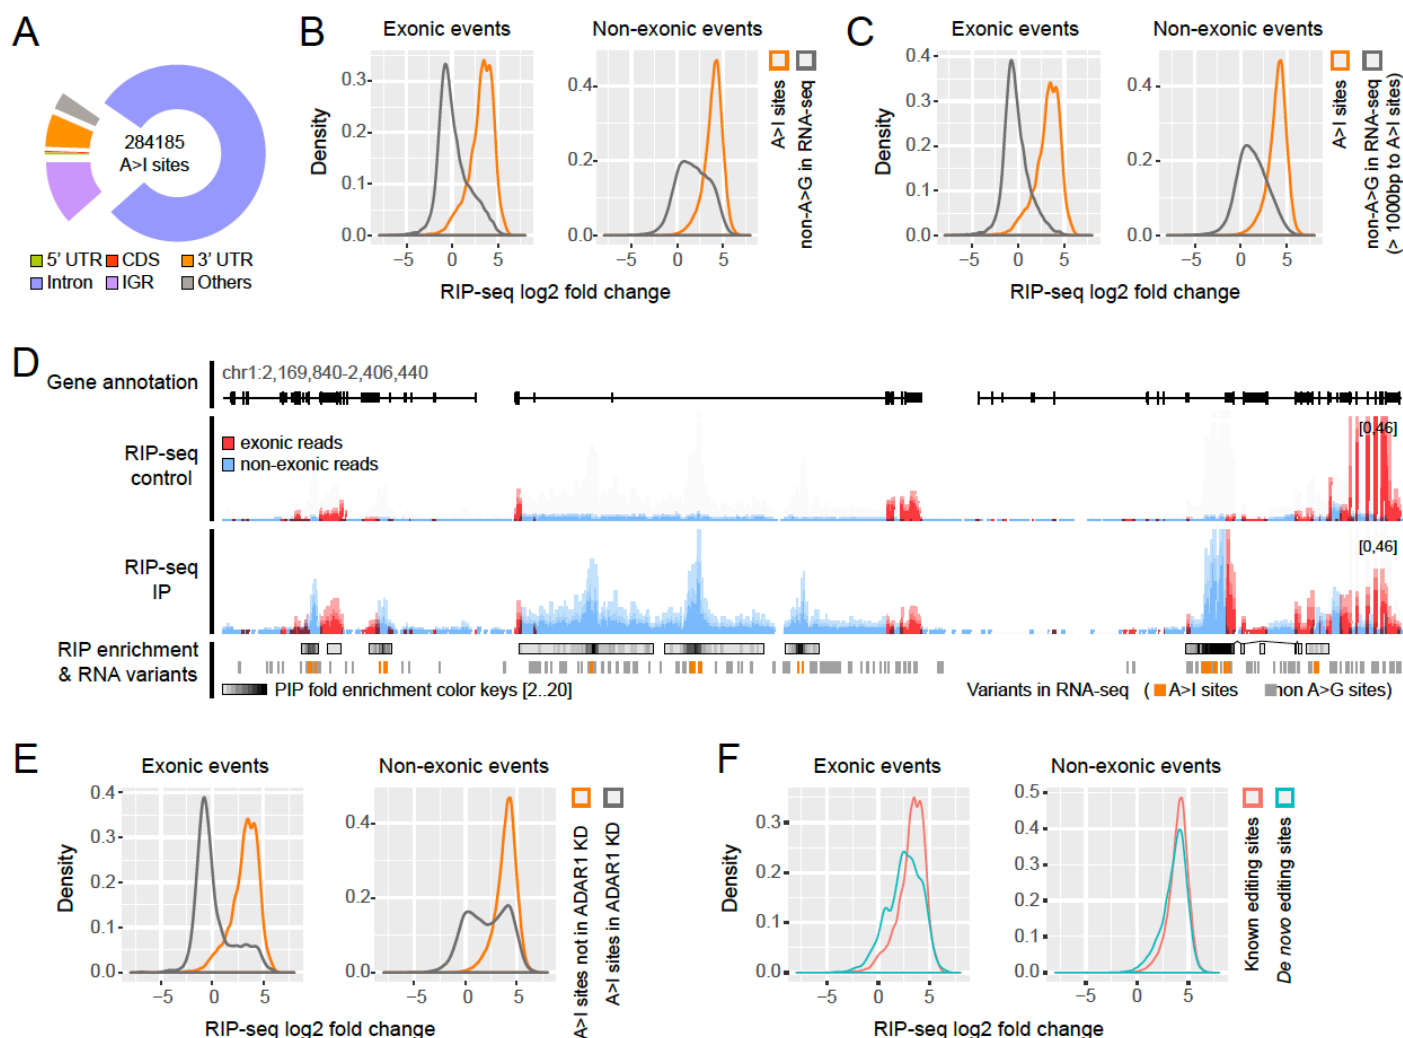 A
284185
A>I sites
5' UTR
CDS
3' UTR
Intron
IGR
Others
B
Exonic events
Non-exonic events
Density
0.3
0.2
0.1
0.0
−5
0
5
0.4
0.2
0.0
−5
0
5
RIP-seq log2 fold change
A>I sites
non-A>G in RNA-seq
C
Exonic events
Non-exonic events
Density
0.4
0.3
0.2
0.1
0.0
−5
0
5
0.4
0.2
0.0
−5
0
5
RIP-seq log2 fold change
A>I sites
non-A>G in RNA-seq
(> 1000bp to A>I sites)
D
Gene annotation
chr1:2,169,840-2,406,440
RIP-seq
control
exonic reads
non-exonic reads
[0,46]
RIP-seq
IP
[0,46]
RIP enrichment
& RNA variants
PIP fold enrichment color keys [2..20]
Variants in RNA-seq ( A>I sites non A>G sites)
E
Exonic events
Non-exonic events
Density
0.4
0.3
0.2
0.1
0.0
−5
0
5
0.4
0.2
0.0
−5
0
5
RIP-seq log2 fold change
A>I sites not in ADAR1 KD
A>I sites in ADAR1 KD
F
Exonic events
Non-exonic events
Density
0.3
0.2
0.1
0.0
−5
0
5
0.5
0.4
0.3
0.2
0.1
0.0
−5
0
5
RIP-seq log2 fold change
Known editing sites
De novo editing sites